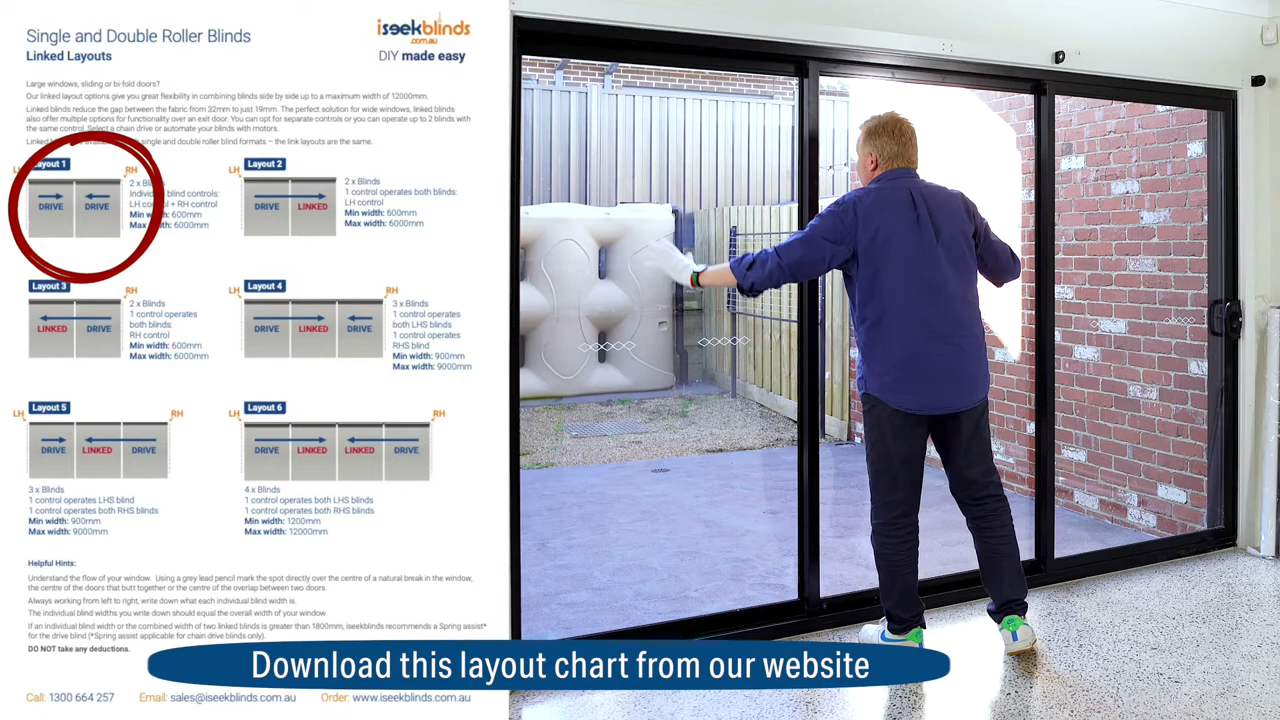 Single and Double Roller Blinds
Linked Layouts
iseekblinds
.com.au
DIY made easy
Large windows, sliding or bi-fold doors?
Our linked layout options give you great flexibility in combining blinds side by side up to a maximum width of 12000mm.
Linked blinds reduce the gap between the fabric from 32mm to just 19mm. The perfect solution for wide windows, linked blinds
also offer multiple options for functionality over an exit door. You can opt for separate controls or you can operate up to 2 blinds with
the same control. Select a chain drive or automate your blinds with motors.
Linked single and double roller blind formats – the link layouts are the same.
Layout 1
LH
RH
DRIVE DRIVE
2 x
Individual blind controls:
LH control + RH control
Min width: 600mm
Max width: 6000mm
Layout 2
LH
DRIVE LINKED
2 x Blinds
1 control operates both blinds:
LH control
Min width: 600mm
Max width: 6000mm
Layout 3
RH
LINKED DRIVE
2 x Blinds
1 control operates
both blinds:
RH control
Min width: 600mm
Max width: 6000mm
Layout 4
LH
RH
DRIVE LINKED DRIVE
3 x Blinds
1 control operates
both LHS blinds
1 control operates
RHS blind
Min width: 900mm
Max width: 9000mm
Layout 5
LH
RH
DRIVE LINKED DRIVE
3 x Blinds
1 control operates LHS blind
1 control operates both RHS blinds
Min width: 900mm
Max width: 9000mm
Layout 6
LH
RH
DRIVE LINKED LINKED DRIVE
4 x Blinds
1 control operates both LHS blinds
1 control operates both RHS blinds
Min width: 1200mm
Max width: 12000mm
Helpful Hints:
Understand the flow of your window. Using a grey lead pencil mark the spot directly over the centre of a natural break in the window,
the centre of the doors that butt together or the centre of the overlap between two doors.
Always working from left to right, write down what each individual blind width is.
The individual blind widths you write down should equal the overall width of your window.
If an individual blind width or the combined width of two linked blinds is greater than 1800mm, iseekblinds recommends a Spring assist*
for the drive blind (*Spring assist applicable for chain drive blinds only).
DO NOT take any deductions.
Download this layout chart from our website
Call: 1300 664 257 Email: sales@iseekblinds.com.au Order: www.iseekblinds.com.au